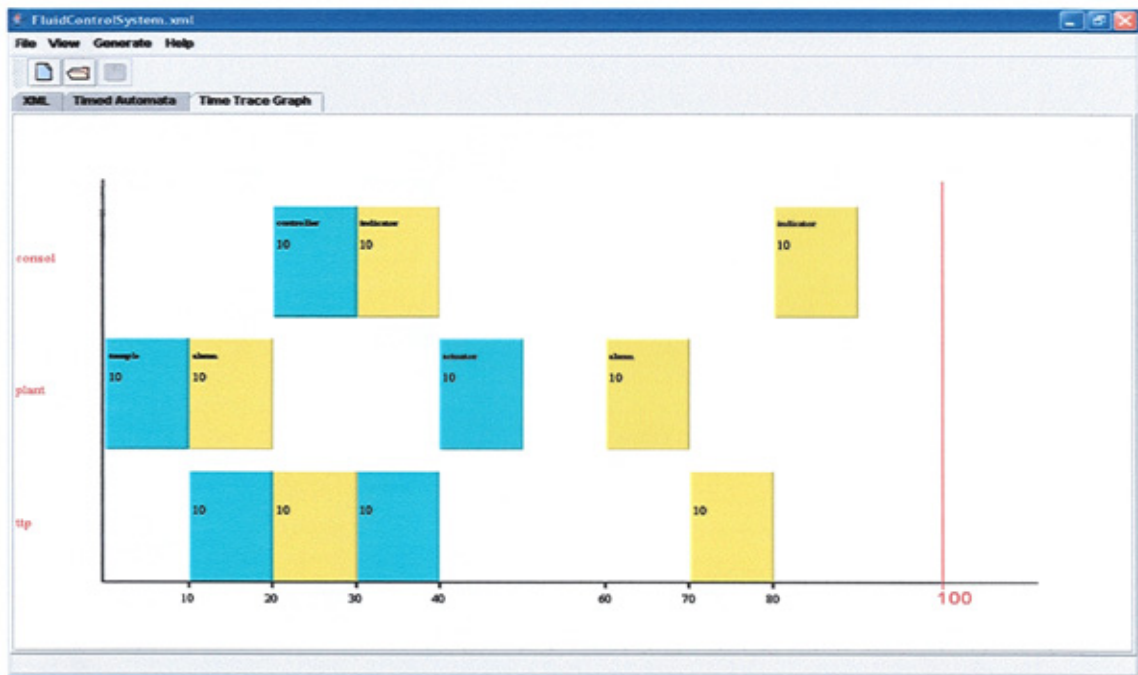 FluidControlSystem.xml
File View Generate Help
XML Timed Automata Time Trace Graph
controller indicator indicator
10 10 10
consol
sample alarm actuator alarm
10 10 10 10
plant
10 10 10 10
ttp
10 20 30 40 60 70 80 100